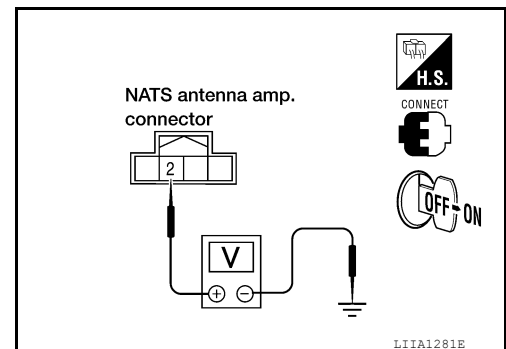 H.S.
NATS antenna amp.
connector
CONNECT
2
OFF ON
V
+ −
LIIA1281E